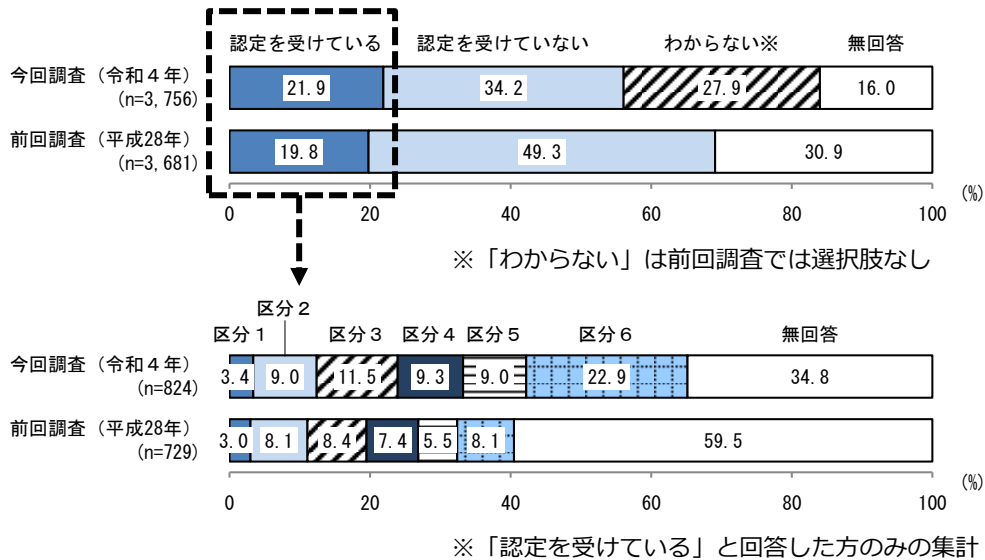 認定を受けている 認定を受けていない わからない※ 無回答
今回調査（令和４年） 21.9 34.2 27.9 16.0
(n=3,756)
前回調査（平成28年） 19.8 49.3 30.9
(n=3,681)
(%)
0 20 40 60 80 100
※「わからない」は前回調査では選択肢なし
区分２
区分１ 区分３ 区分４ 区分５ 区分６ 無回答
今回調査（令和４年） 3.4 9.0 11.5 9.3 9.0 22.9 34.8
(n=824)
前回調査（平成28年） 3.0 8.1 8.4 7.4 5.5 8.1 59.5
(n=729)
(%)
0 20 40 60 80 100
※「認定を受けている」と回答した方のみの集計